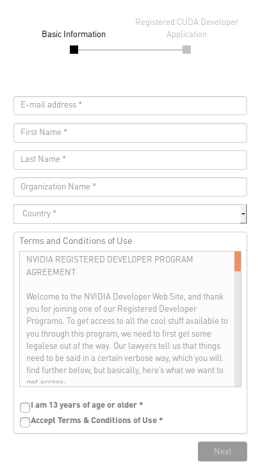 Registered CUDA Developer
Basic Information
Application
E-mail address *
First Name *
Last Name *
Organization Name *
Country *
Terms and Conditions of Use
NVIDIA REGISTERED DEVELOPER PROGRAM
AGREEMENT
Welcome to the NVIDIA Developer Web Site, and thank
you for joining one of our Registered Developer
Programs. To get access to all the cool stuff available to
you through this program, we need to first get some
legalese out of the way. Our lawyers tell us that things
need to be said in a certain verbose way, which you will
find further below, but basically, here's what we want to
get across:
I am 13 years of age or older *
Accept Terms & Conditions of Use *
Next